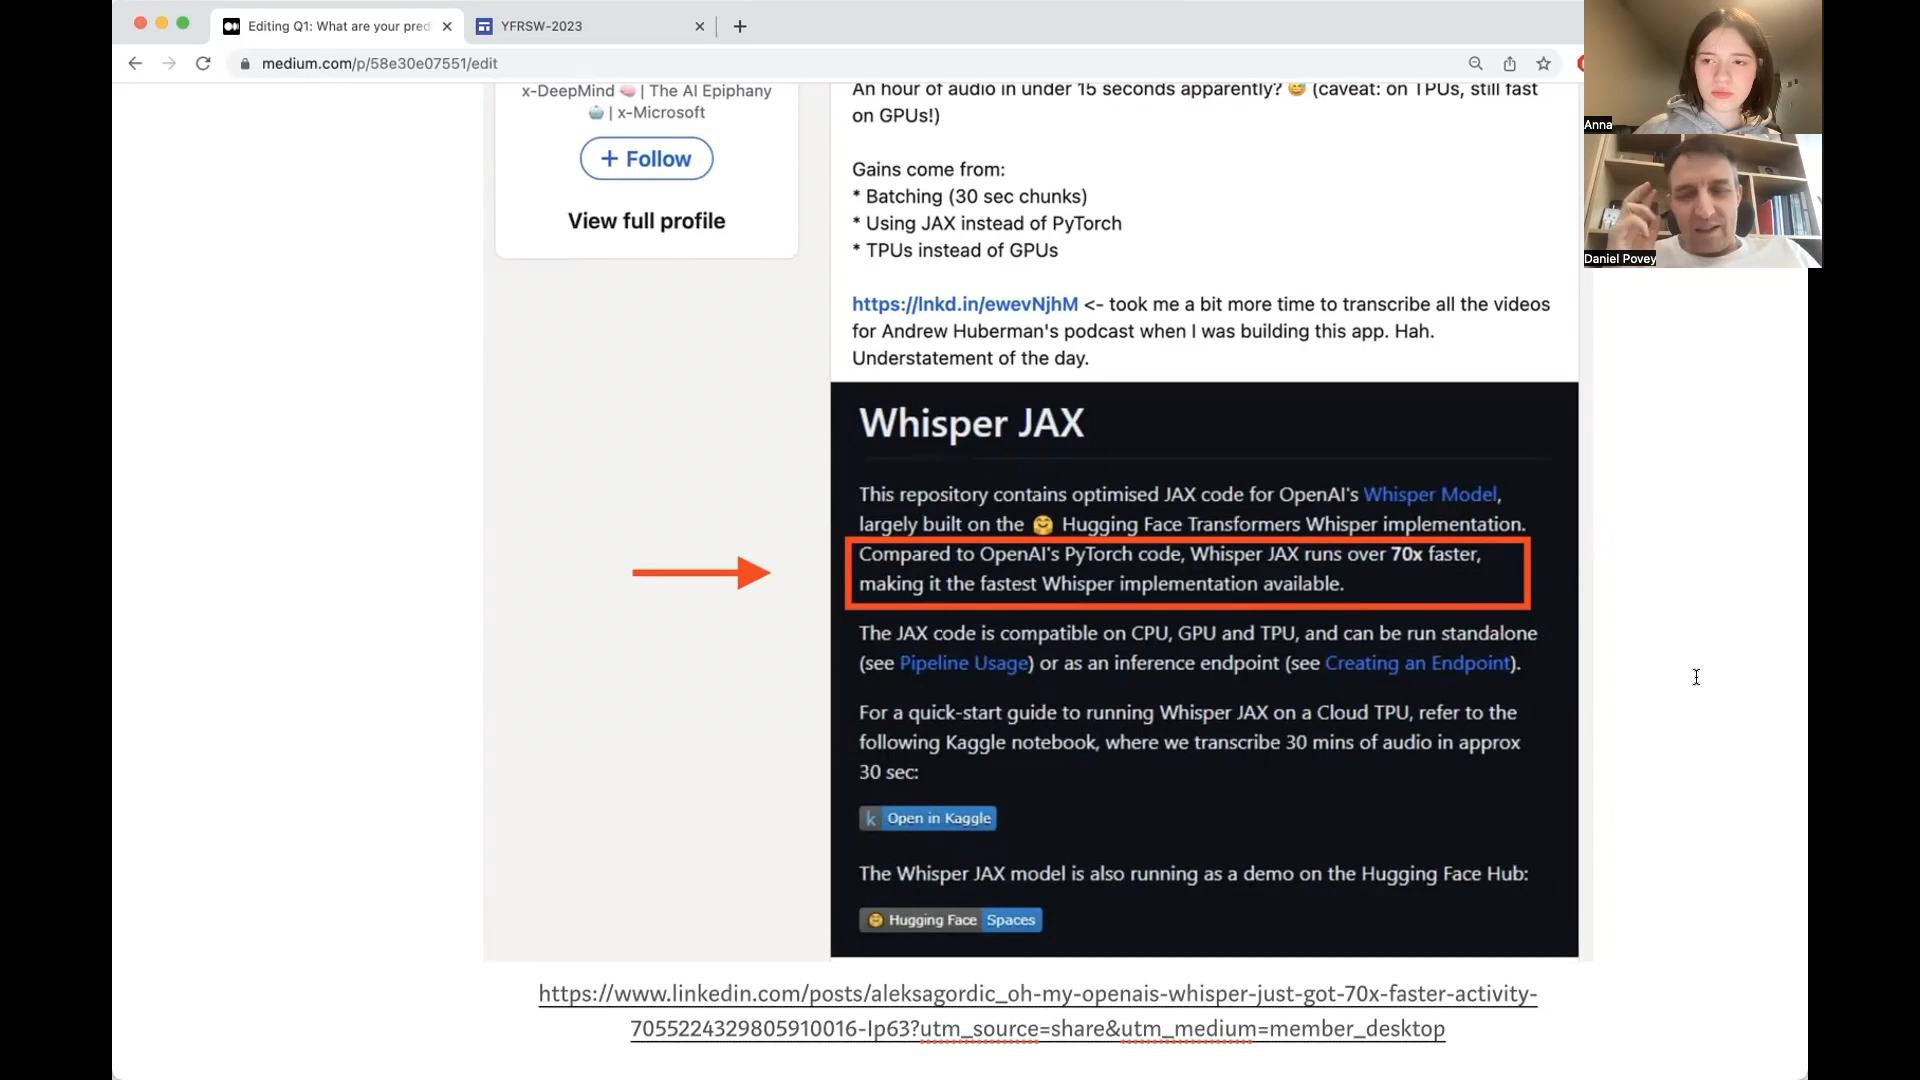 Editing Q1: What are your pred
YFRSW-2023
medium.com/p/58e30e07551/edit
x-DeepMind 🧠 | The AI Epiphany
🍵 | x-Microsoft
+ Follow
View full profile
An hour of audio in under 15 seconds apparently? 😅 (caveat: on TPUs, still fast
on GPUs!)
Gains come from:
* Batching (30 sec chunks)
* Using JAX instead of PyTorch
* TPUs instead of GPUs
https://lnkd.in/ewevNjhM <- took me a bit more time to transcribe all the videos
for Andrew Huberman's podcast when I was building this app. Hah.
Understatement of the day.
Whisper JAX
This repository contains optimised JAX code for OpenAI's Whisper Model,
largely built on the 🤗 Hugging Face Transformers Whisper implementation.
Compared to OpenAI's PyTorch code, Whisper JAX runs over 70x faster,
making it the fastest Whisper implementation available.
The JAX code is compatible on CPU, GPU and TPU, and can be run standalone
(see Pipeline Usage) or as an inference endpoint (see Creating an Endpoint).
For a quick-start guide to running Whisper JAX on a Cloud TPU, refer to the
following Kaggle notebook, where we transcribe 30 mins of audio in approx
30 sec:
k Open in Kaggle
The Whisper JAX model is also running as a demo on the Hugging Face Hub:
🤗 Hugging Face Spaces
https://www.linkedin.com/posts/aleksagordic_oh-my-openais-whisper-just-got-70x-faster-activity-
7055224329805910016-Ip63?utm_source=share&utm_medium=member_desktop
Anna
Daniel Povey